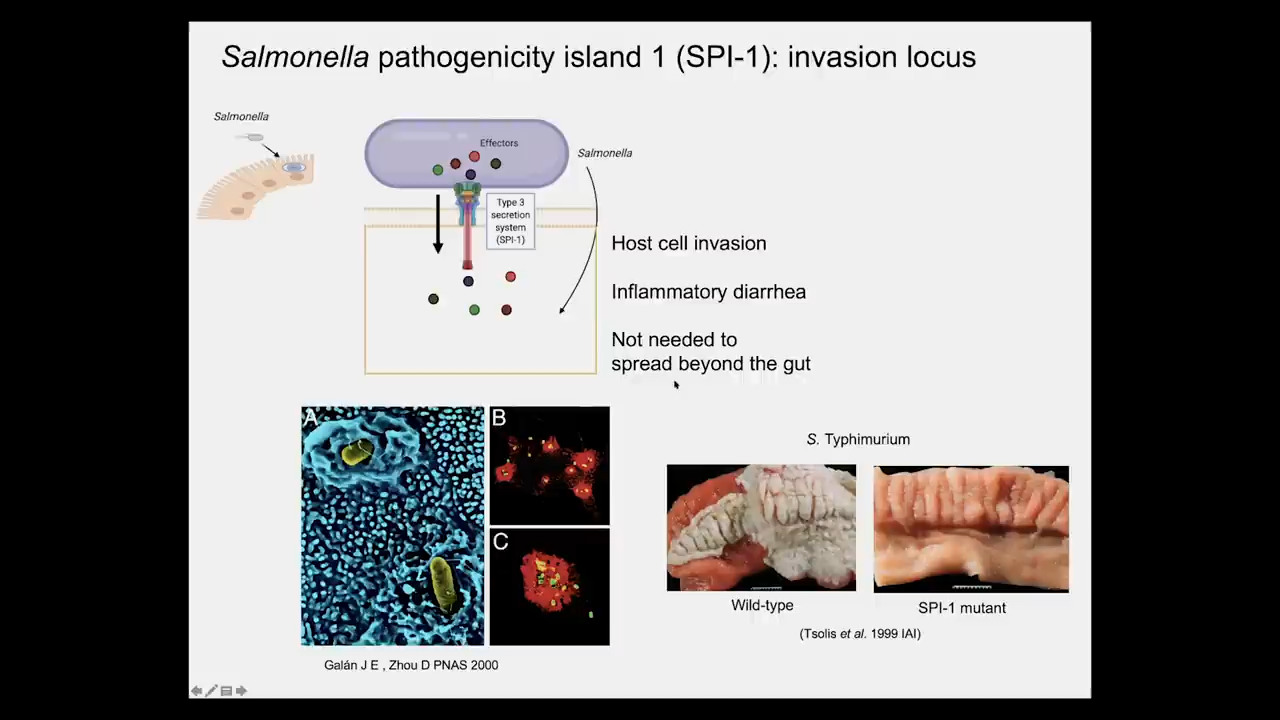 Salmonella pathogenicity island 1 (SPI-1): invasion locus
Salmonella
Effectors
Salmonella
Type 3
secretion
system
(SPI-1)
Host cell invasion
Inflammatory diarrhea
Not needed to
spread beyond the gut
A
B
C
Galán J E , Zhou D PNAS 2000
S. Typhimurium
Wild-type
SPI-1 mutant
(Tsolis et al. 1999 IAI)